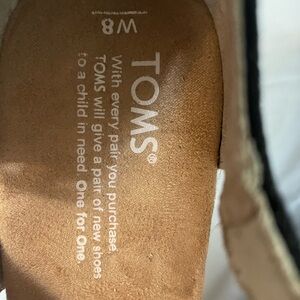 W8
TOMS®
With every pair you purchase,
TOMS will give a pair of new shoes
to a child in need. One for One.